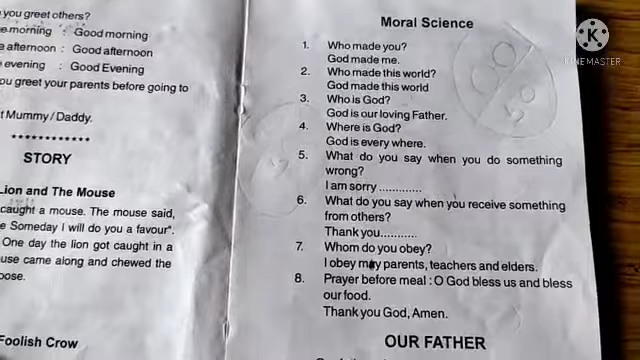 you greet others?
morning : Good morning
afternoon : Good afternoon
evening : Good Evening
you greet your parents before going to
Mummy/Daddy.
************
STORY
Lion and The Mouse
caught a mouse. The mouse said,
Someday I will do you a favour".
One day the lion got caught in a
came along and chewed the
Foolish Crow
Moral Science
1. Who made you?
God made me.
2. Who made this world?
God made this world
3. Who is God?
God is our loving Father.
4. Where is God?
God is every where.
5. What do you say when you do something
wrong?
I am sorry ............
6. What do you say when you receive something
from others?
Thank you...........
7. Whom do you obey?
I obey my parents, teachers and elders.
8. Prayer before meal : O God bless us and bless
our food.
Thank you God, Amen.
OUR FATHER
K
KINEMASTER